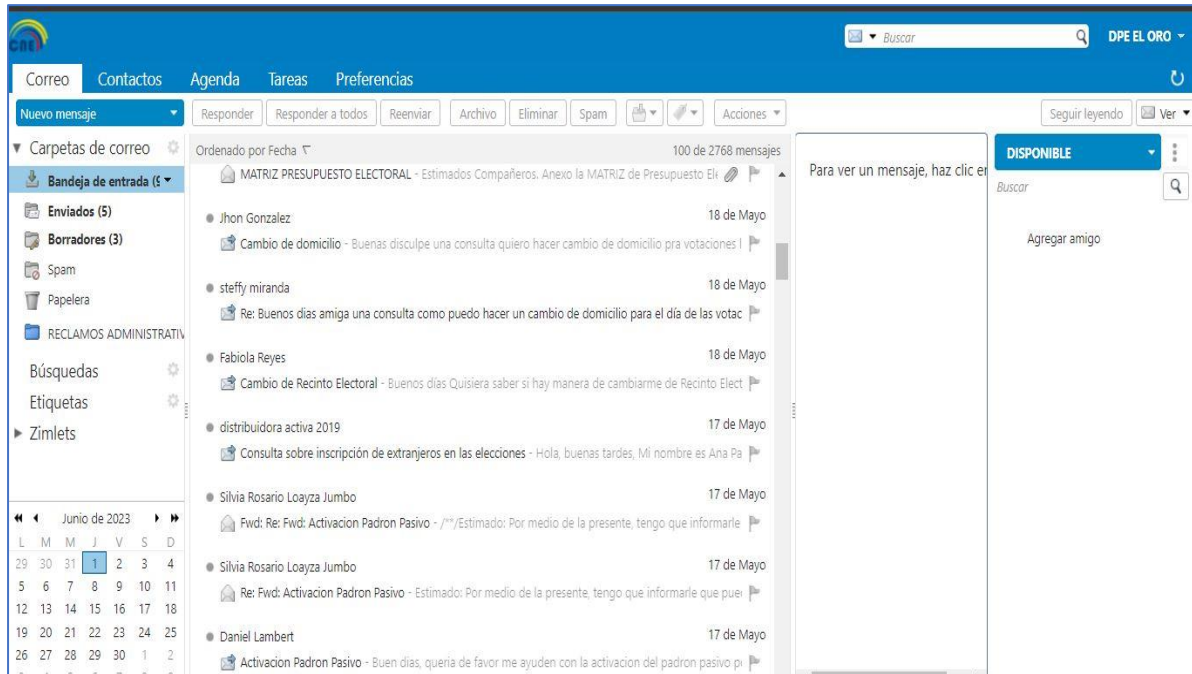 CNE
Buscar
DPE EL ORO
Correo Contactos Agenda Tareas Preferencias
Nuevo mensaje Responder Responder a todos Reenviar Archivo Eliminar Spam Acciones Seguir leyendo Ver
Carpetas de correo
Bandeja de entrada (9
Enviados (5)
Borradores (3)
Spam
Papelera
RECLAMOS ADMINISTRATIV
Búsquedas
Etiquetas
Zimlets
Junio de 2023
L M M J V S D
29 30 31 1 2 3 4
5 6 7 8 9 10 11
12 13 14 15 16 17 18
19 20 21 22 23 24 25
26 27 28 29 30 1 2
Ordenado por Fecha 100 de 2768 mensajes
MATRIZ PRESUPUESTO ELECTORAL - Estimados Compañeros. Anexo la MATRIZ de Presupuesto Ele
Jhon Gonzalez 18 de Mayo
Cambio de domicilio - Buenas disculpe una consulta quiero hacer cambio de domicilio pra votaciones
steffy miranda 18 de Mayo
Re: Buenos dias amiga una consulta como puedo hacer un cambio de domicilio para el día de las votac
Fabiola Reyes 18 de Mayo
Cambio de Recinto Electoral - Buenos días Quisiera saber si hay manera de cambiarme de Recinto Elect
distribuidora activa 2019 17 de Mayo
Consulta sobre inscripción de extranjeros en las elecciones - Hola, buenas tardes, Mi nombre es Ana Pa
Silvia Rosario Loayza Jumbo 17 de Mayo
Fwd: Re: Fwd: Activacion Padron Pasivo - /**/Estimado: Por medio de la presente, tengo que informarle
Silvia Rosario Loayza Jumbo 17 de Mayo
Re: Fwd: Activacion Padron Pasivo - Estimado: Por medio de la presente, tengo que informarle que pue
Daniel Lambert 17 de Mayo
Activacion Padron Pasivo - Buen dias, queria de favor me ayuden con la activacion del padron pasivo p
Para ver un mensaje, haz clic en
DISPONIBLE
Buscar
Agregar amigo